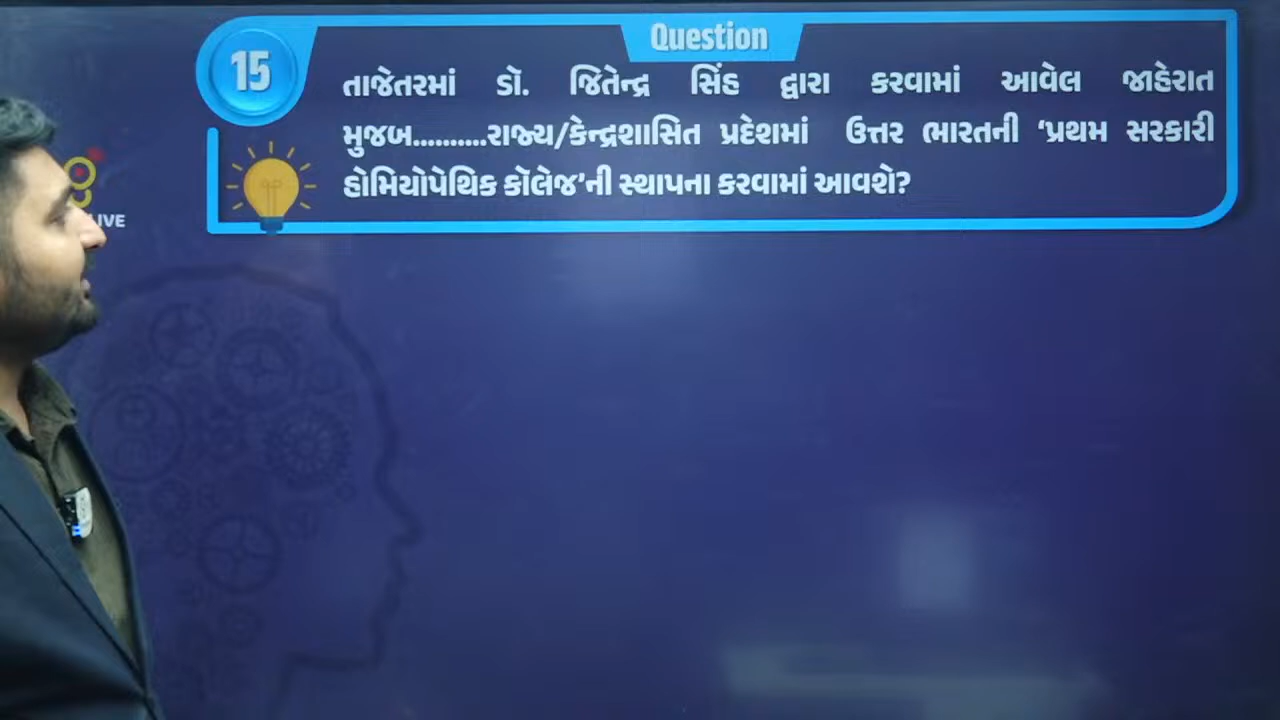 Question
15
તાજેતરમાં ડૉ. જિતેન્દ્ર સિંહ દ્વારા કરવામાં આવેલ જાહેરાત
મુજબ..........રાજ્ય/કેન્દ્રશાસિત પ્રદેશમાં ઉત્તર ભારતની ‘પ્રથમ સરકારી
હોમિયોપેથિક કૉલેજ’ની સ્થાપના કરવામાં આવશે?